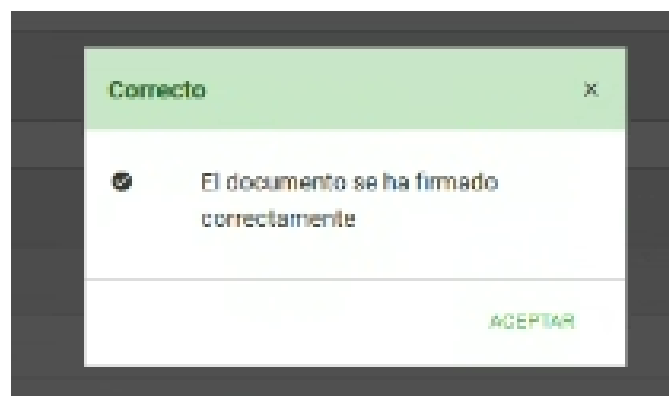 Correcto
El documento se ha firmado
correctamente
ACEPTAR